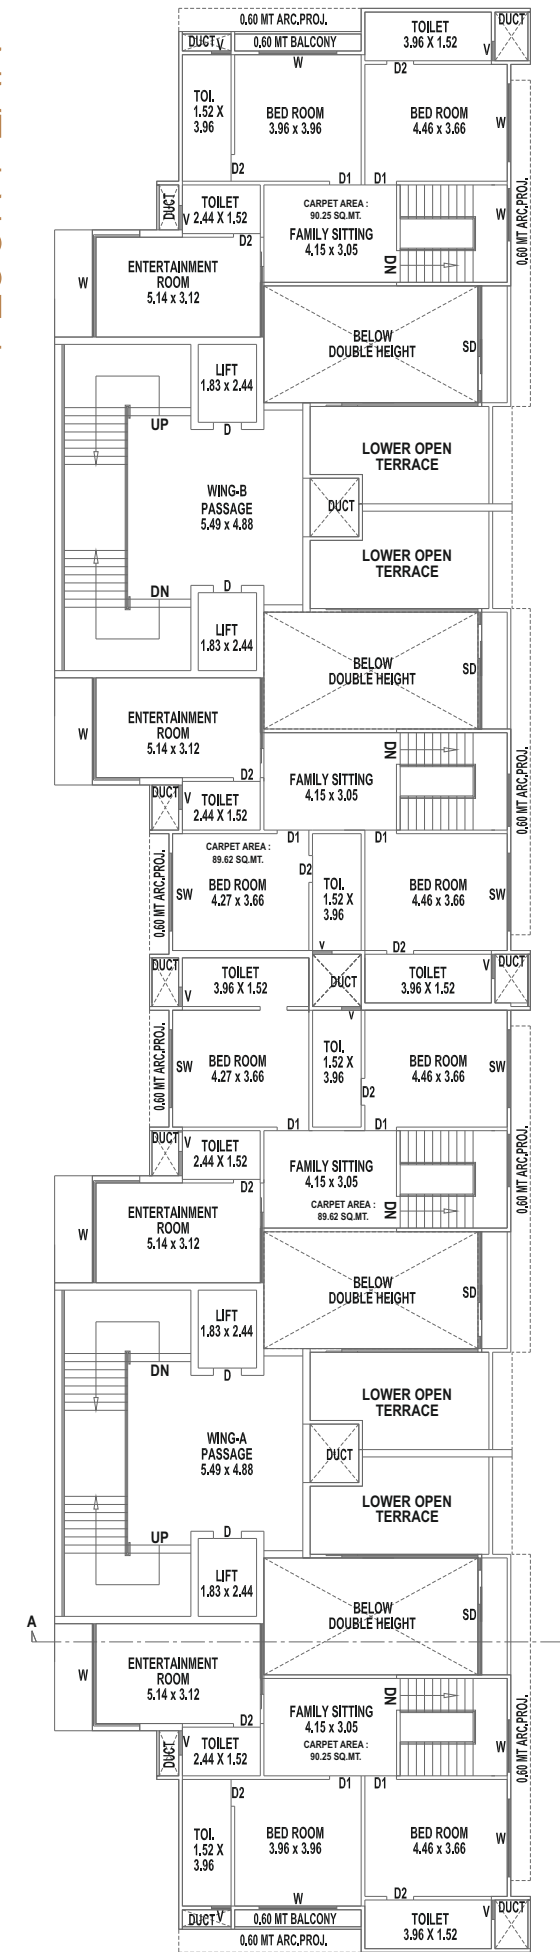 0.60 MT ARC.PROJ.
TOILET
3.96 X 1.52
DUCT
DUCT
V
0.60 MT BALCONY
V
W
D2
TOI.
1.52 X
3.96
BED ROOM
3.96 x 3.96
BED ROOM
4.46 x 3.66
W
0.60 MT ARC.PROJ.
D2
D1
D1
DUCT
V
TOILET
2.44 X 1.52
CARPET AREA :
90.25 SQ.MT.
FAMILY SITTING
4.15 x 3.05
W
D2
DN
ENTERTAINMENT
ROOM
5.14 x 3.12
W
BELOW
DOUBLE HEIGHT
SD
LIFT
1.83 x 2.44
UP
D
LOWER OPEN
TERRACE
WING-B
PASSAGE
5.49 x 4.88
DUCT
LOWER OPEN
TERRACE
DN
D
LIFT
1.83 x 2.44
BELOW
DOUBLE HEIGHT
SD
ENTERTAINMENT
ROOM
5.14 x 3.12
W
D2
DN
FAMILY SITTING
4.15 x 3.05
0.60 MT ARC.PROJ.
DUCT
V
TOILET
2.44 X 1.52
CARPET AREA :
89.62 SQ.MT.
D1
D1
D2
0.60 MT ARC.PROJ.
SW
BED ROOM
4.27 x 3.66
TOI.
1.52 X
3.96
BED ROOM
4.46 x 3.66
SW
V
D2
DUCT
V
TOILET
3.96 X 1.52
DUCT
TOILET
3.96 X 1.52
V
DUCT
V
0.60 MT ARC.PROJ.
SW
BED ROOM
4.27 x 3.66
TOI.
1.52 X
3.96
BED ROOM
4.46 x 3.66
SW
D2
D1
D1
DUCT
V
TOILET
2.44 X 1.52
FAMILY SITTING
4.15 x 3.05
CARPET AREA :
89.62 SQ.MT.
DN
0.60 MT ARC.PROJ.
D2
ENTERTAINMENT
ROOM
5.14 x 3.12
W
BELOW
DOUBLE HEIGHT
SD
LIFT
1.83 x 2.44
DN
D
LOWER OPEN
TERRACE
WING-A
PASSAGE
5.49 x 4.88
DUCT
LOWER OPEN
TERRACE
UP
D
LIFT
1.83 x 2.44
BELOW
DOUBLE HEIGHT
SD
A
ENTERTAINMENT
ROOM
5.14 x 3.12
W
D2
DN
FAMILY SITTING
4.15 x 3.05
CARPET AREA :
90.25 SQ.MT.
0.60 MT ARC.PROJ.
DUCT
V
TOILET
2.44 X 1.52
W
D2
D1
D1
TOI.
1.52 X
3.96
BED ROOM
3.96 x 3.96
BED ROOM
4.46 x 3.66
W
W
D2
DUCT
V
0.60 MT BALCONY
TOILET
3.96 X 1.52
V
DUCT
0.60 MT ARC.PROJ.